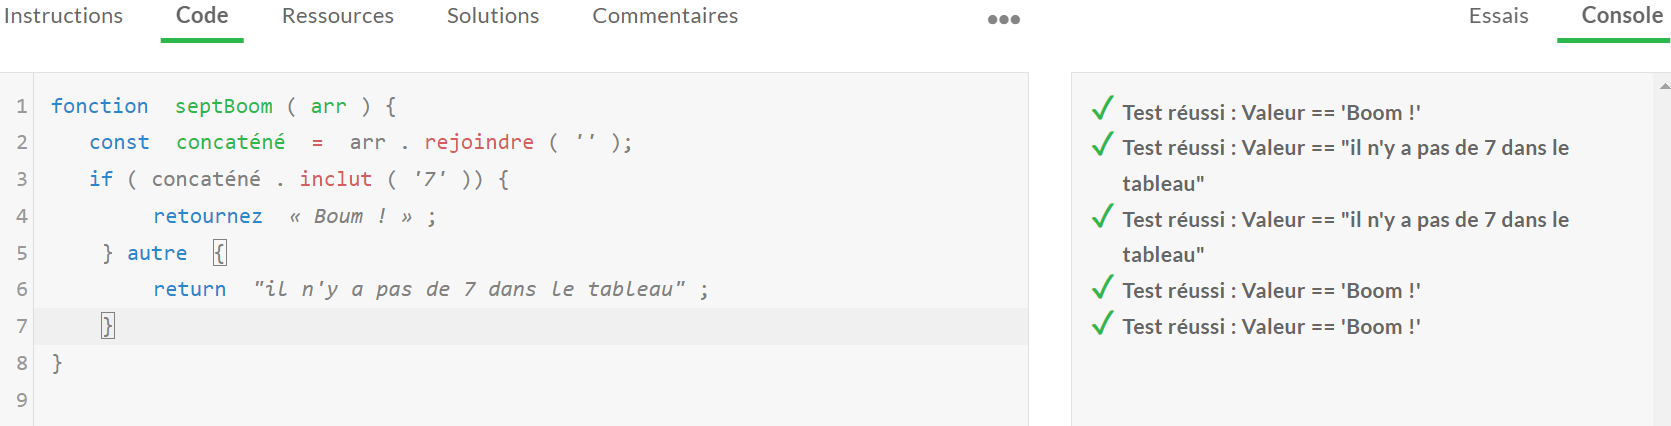 Instructions Code Ressources Solutions Commentaires ••• Essais Console
1 fonction septBoom ( arr ) {
2 const concaténé = arr . rejoindre ( '' );
3 if ( concaténé . inclut ( '7' )) {
4 retournez « Boum ! » ;
5 } autre {
6 return "il n'y a pas de 7 dans le tableau" ;
7 }
8 }
9
Test réussi : Valeur == 'Boom !'
Test réussi : Valeur == "il n'y a pas de 7 dans le
tableau"
Test réussi : Valeur == "il n'y a pas de 7 dans le
tableau"
Test réussi : Valeur == 'Boom !'
Test réussi : Valeur == 'Boom !'